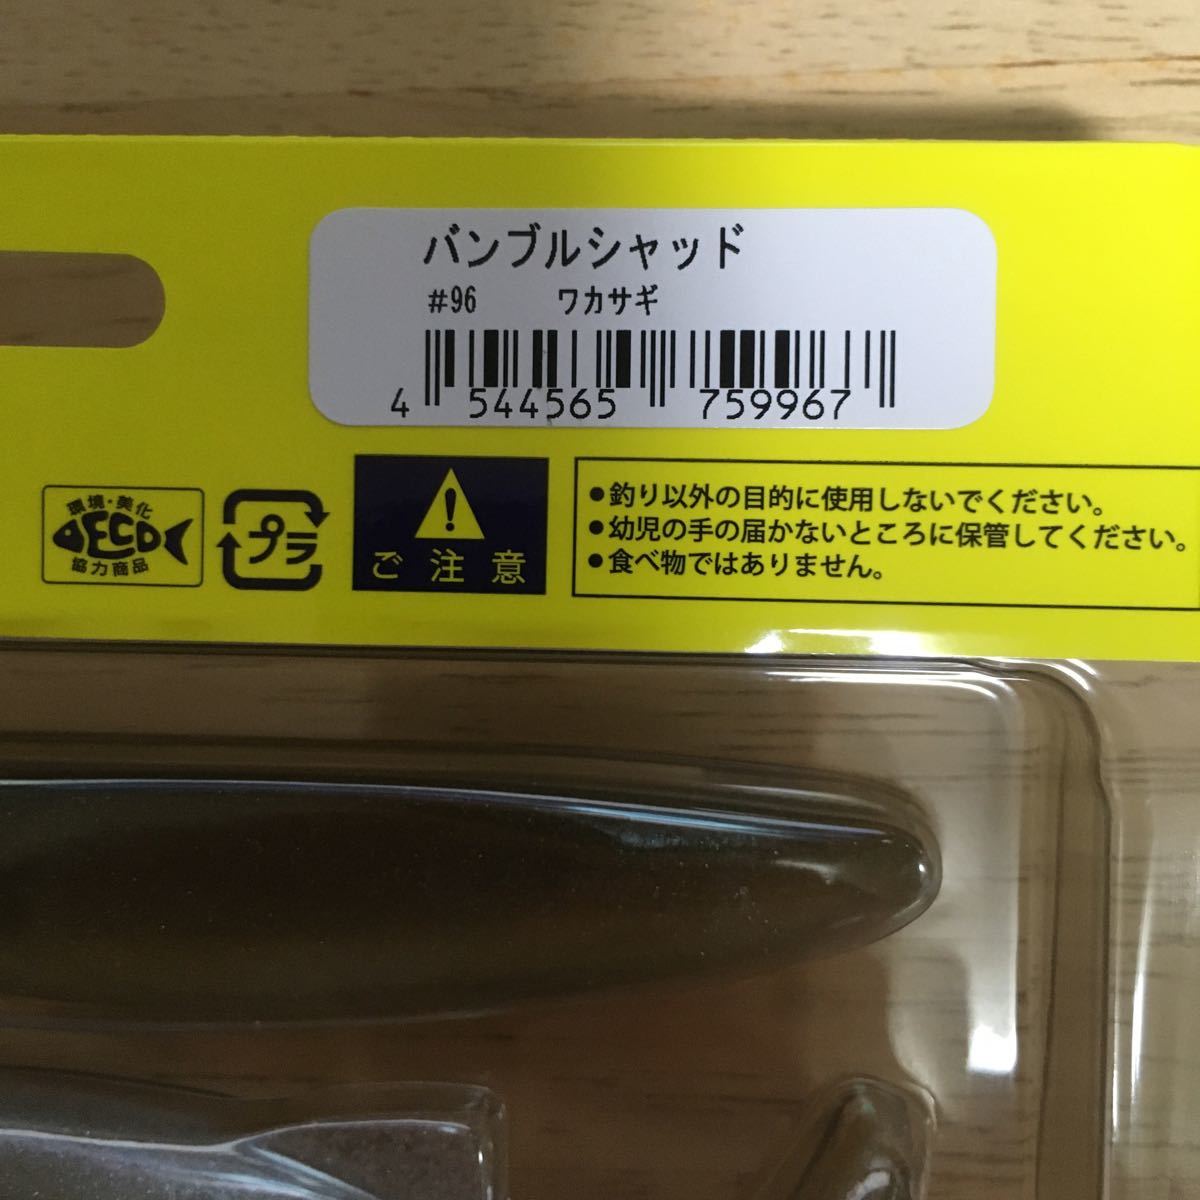 バンブルシャッド
#96 ワカサギ
4 544565 759967
環境・美化
ECO
協力商品
プラ
ご注意
●釣り以外の目的に使用しないでください。
●幼児の手の届かないところに保管してください。
●食べ物ではありません。